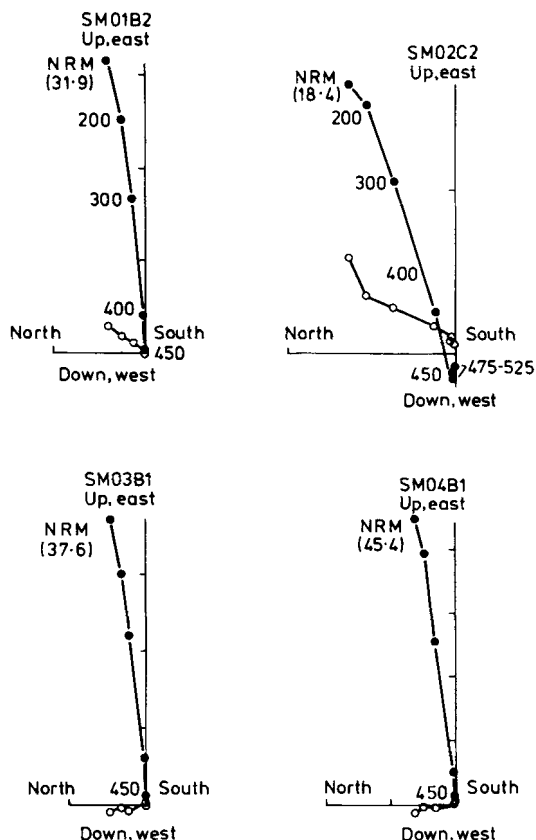 SM01B2
Up, east
NRM
(31·9)
200
300
400
North
South
450
Down, west
SM02C2
Up, east
NRM
(18·4)
200
300
400
North
South
475-525
450
Down, west
SM03B1
Up, east
NRM
(37·6)
North
450
South
Down, west
SM04B1
Up, east
NRM
(45·4)
North
450
South
Down, west